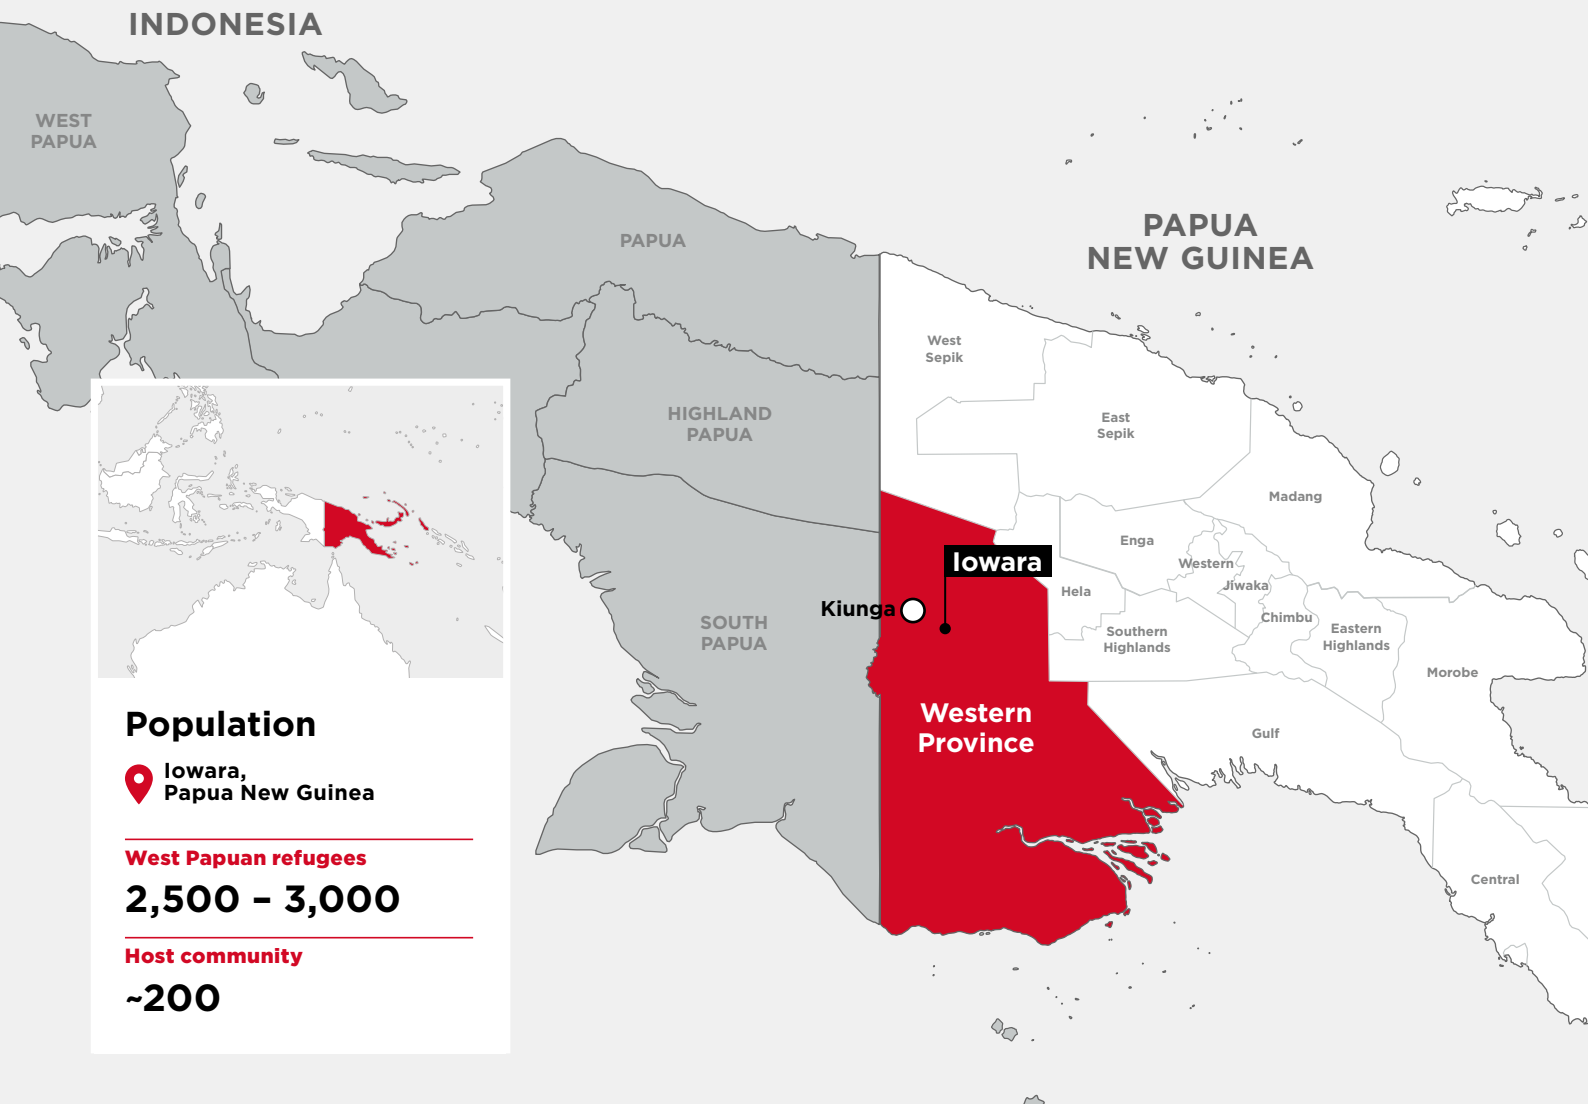 INDONESIA
WEST
PAPUA
PAPUA
PAPUA
NEW GUINEA
West
Sepik
HIGHLAND
PAPUA
East
Sepik
Madang
Enga
Western
Iowara
Jiwaka
Hela
Kiunga
Chimbu
SOUTH
PAPUA
Southern
Highlands
Eastern
Highlands
Morobe
Western
Province
Gulf
Central
Population
Iowara,
Papua New Guinea
West Papuan refugees
2,500 – 3,000
Host community
~200